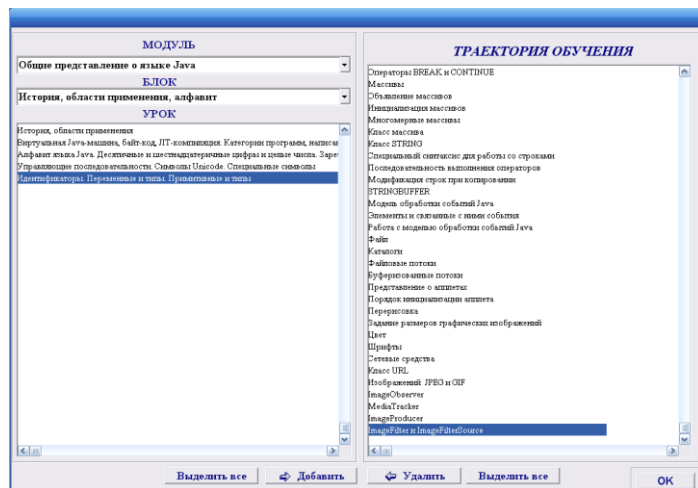 МОДУЛЬ
Общие представление о языке Java
БЛОК
История, области применения, алфавит
УРОК
История, области применения
Виртуальная Java-машина, байт-код, JIT-компиляция. Категории программ, написан
Алфавит языка Java. Десятичные и шестнадцатеричные цифры и целые числа. Заре
Управляющие последовательности. Символы Unicode. Специальные символы
Идентификаторы. Переменные и типы. Примитивные и типы
Выделить все
Добавить
ТРАЕКТОРИЯ ОБУЧЕНИЯ
Операторы BREAK и CONTINUE
Массивы
Объявление массивов
Инициализация массивов
Многомерные массивы
Класс массива
Класс STRING
Специальный синтаксис для работы со строками
Последовательность выполнения операторов
Модификация строк при копировании
STRINGBUFFER
Модель обработки событий Java
Элементы и связанные с ними события
Работа с моделью обработки событий Java
Файл
Каталоги
Файловые потоки
Буферизованные потоки
Представление о апплетах
Порядок инициализации апплета
Перерисовка
Задание размеров графических изображений
Цвет
Шрифты
Сетевые средства
Класс URL
Изображений JPEG и GIF
ImageObserver
MediaTracker
ImageProducer
ImageFilter и ImageFilterSource
Удалить
Выделить все
OK